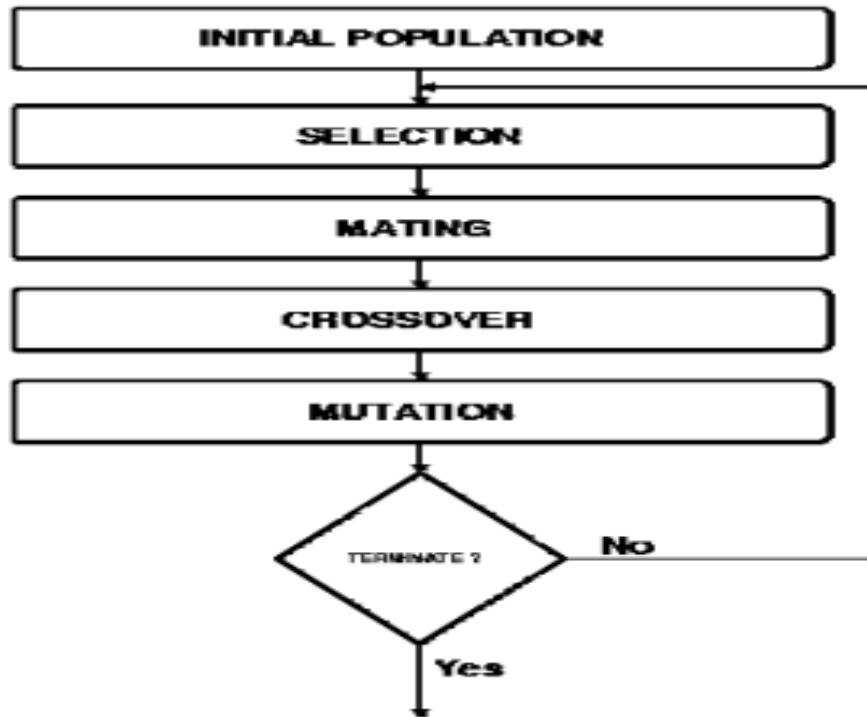 INITIAL POPULATION
SELECTION
MATING
CROSSOVER
MUTATION
TERMINATE ?
No
Yes